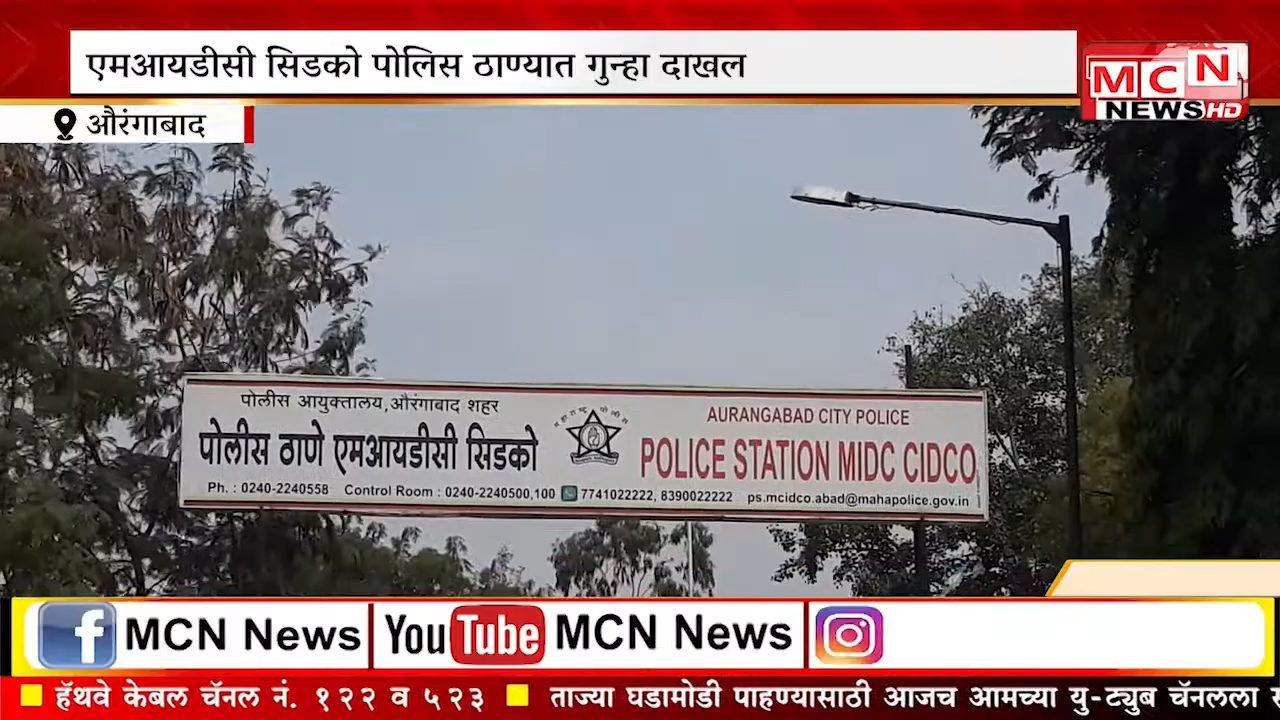 एमआयडीसी सिडको पोलिस ठाण्यात गुन्हा दाखल
MCN
NEWS HD
औरंगाबाद
पोलीस आयुक्तालय,औरंगाबाद शहर
पोलीस ठाणे एमआयडीसी सिडको
AURANGABAD CITY POLICE
POLICE STATION MIDC CIDCO
Ph. : 0240-2240558 Control Room : 0240-2240500,100 7741022222, 8390022222 ps.mcidco.abad@mahapolice.gov.in
f MCN News YouTube MCN News
हॅथवे केबल चॅनल नं. १२२ व ५२३ ताज्या घडामोडी पाहण्यासाठी आजच आमच्या यु-ट्युब चॅनलला